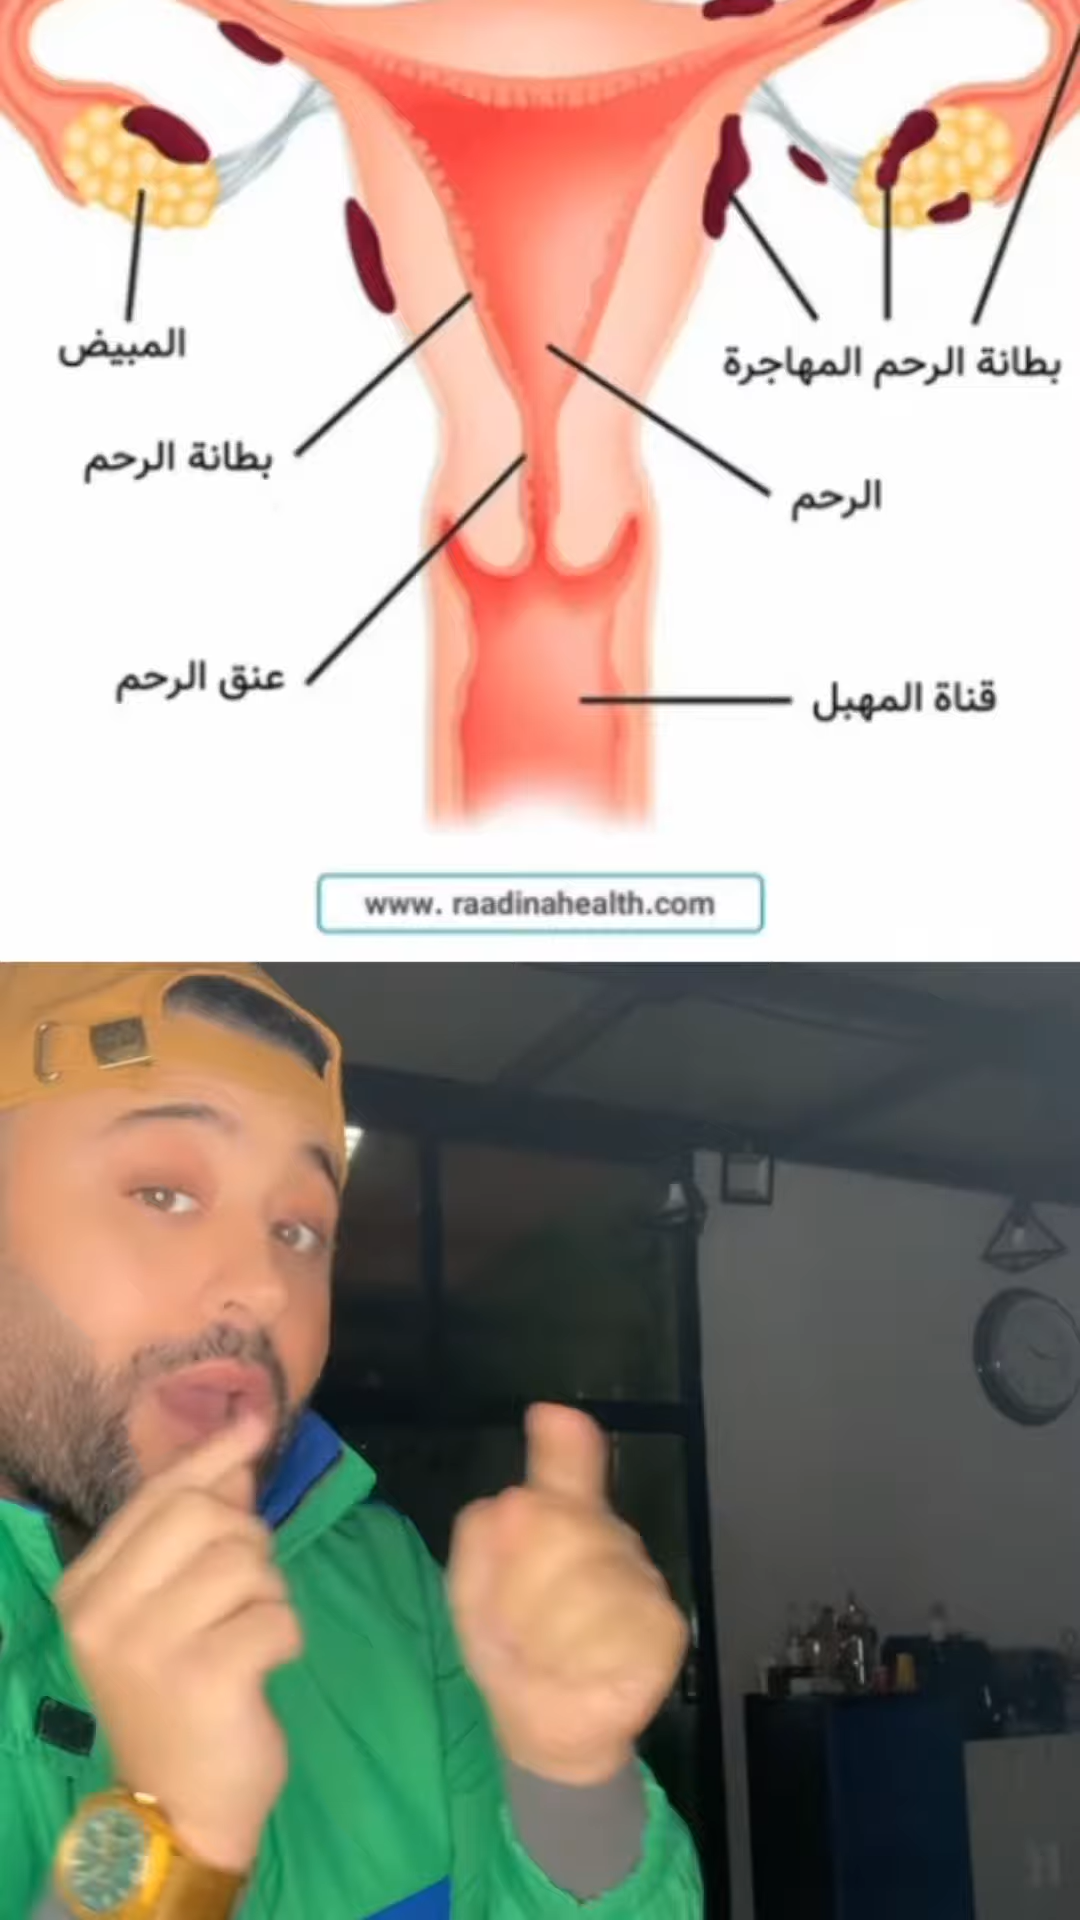 المبيض
بطانة الرحم المهاجرة
بطانة الرحم
الرحم
عنق الرحم
قناة المهبل
www. raadinahealth.com